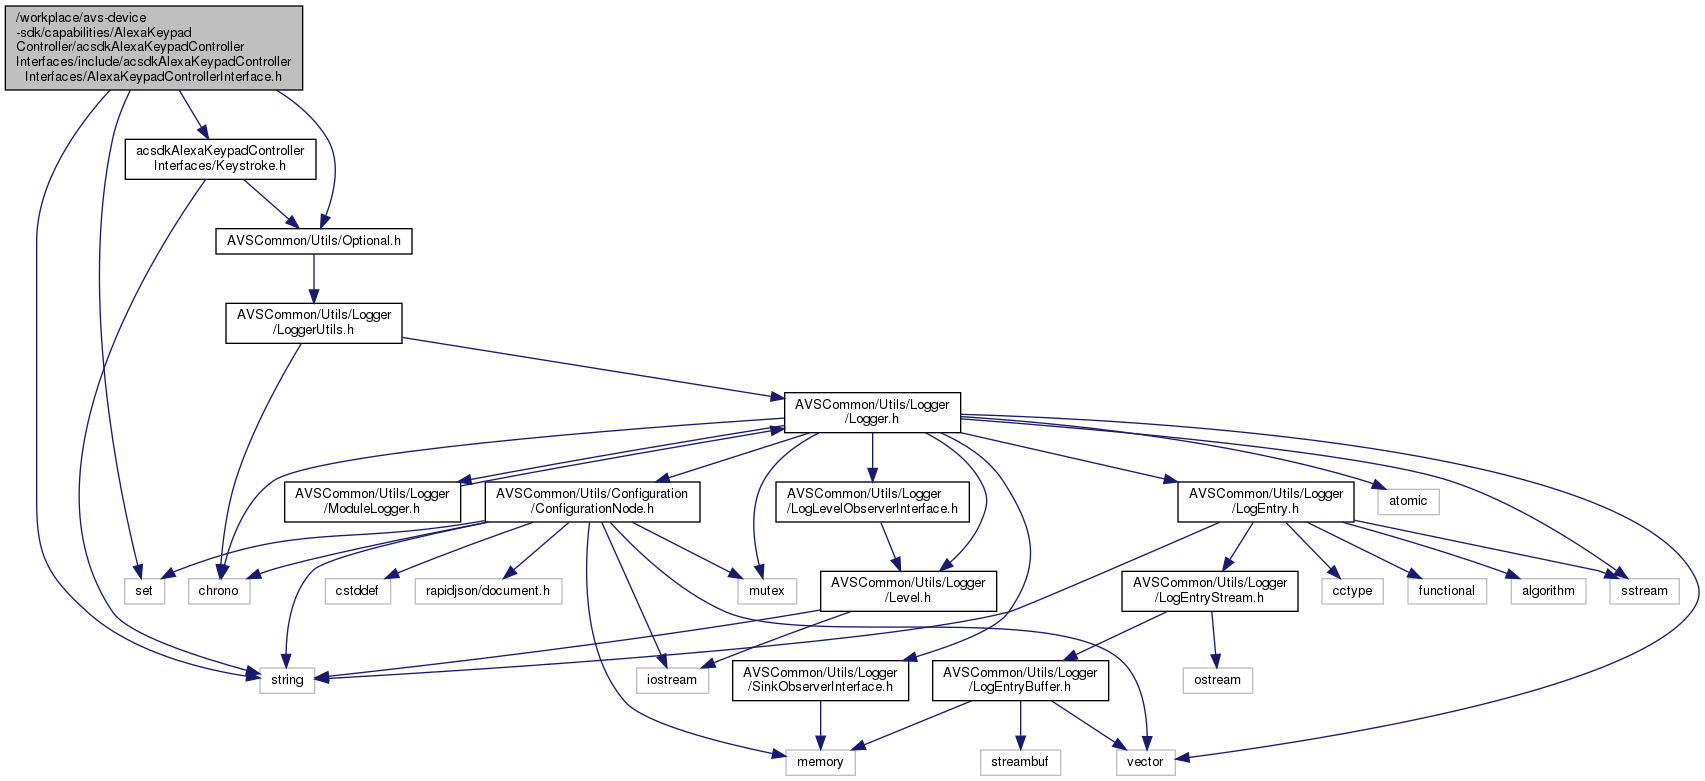 /workplace/avs-device
-sdk/capabilities/AlexaKeypad
Controller/acsdkAlexaKeypadController
Interfaces/include/acsdkAlexaKeypadController
Interfaces/AlexaKeypadControllerInterface.h
acsdkAlexaKeypadController
Interfaces/Keystroke.h
AVSCommon/Utils/Optional.h
AVSCommon/Utils/Logger
/LoggerUtils.h
AVSCommon/Utils/Logger
/Logger.h
AVSCommon/Utils/Logger
/ModuleLogger.h
AVSCommon/Utils/Configuration
/ConfigurationNode.h
AVSCommon/Utils/Logger
/LogLevelObserverInterface.h
AVSCommon/Utils/Logger
/LogEntry.h
atomic
set
chrono
cstddef
rapidjson/document.h
mutex
AVSCommon/Utils/Logger
/Level.h
AVSCommon/Utils/Logger
/LogEntryStream.h
cctype
functional
algorithm
sstream
string
iostream
AVSCommon/Utils/Logger
/SinkObserverInterface.h
AVSCommon/Utils/Logger
/LogEntryBuffer.h
ostream
memory
streambuf
vector